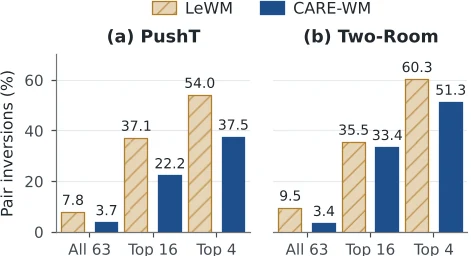 LeWM CARE-WM
(a) PushT (b) Two-Room
Pair inversions (%)
60
40
20
0
7.8 3.7 37.1 22.2 54.0 37.5
9.5 3.4 35.5 33.4 60.3 51.3
All 63 Top 16 Top 4 All 63 Top 16 Top 4